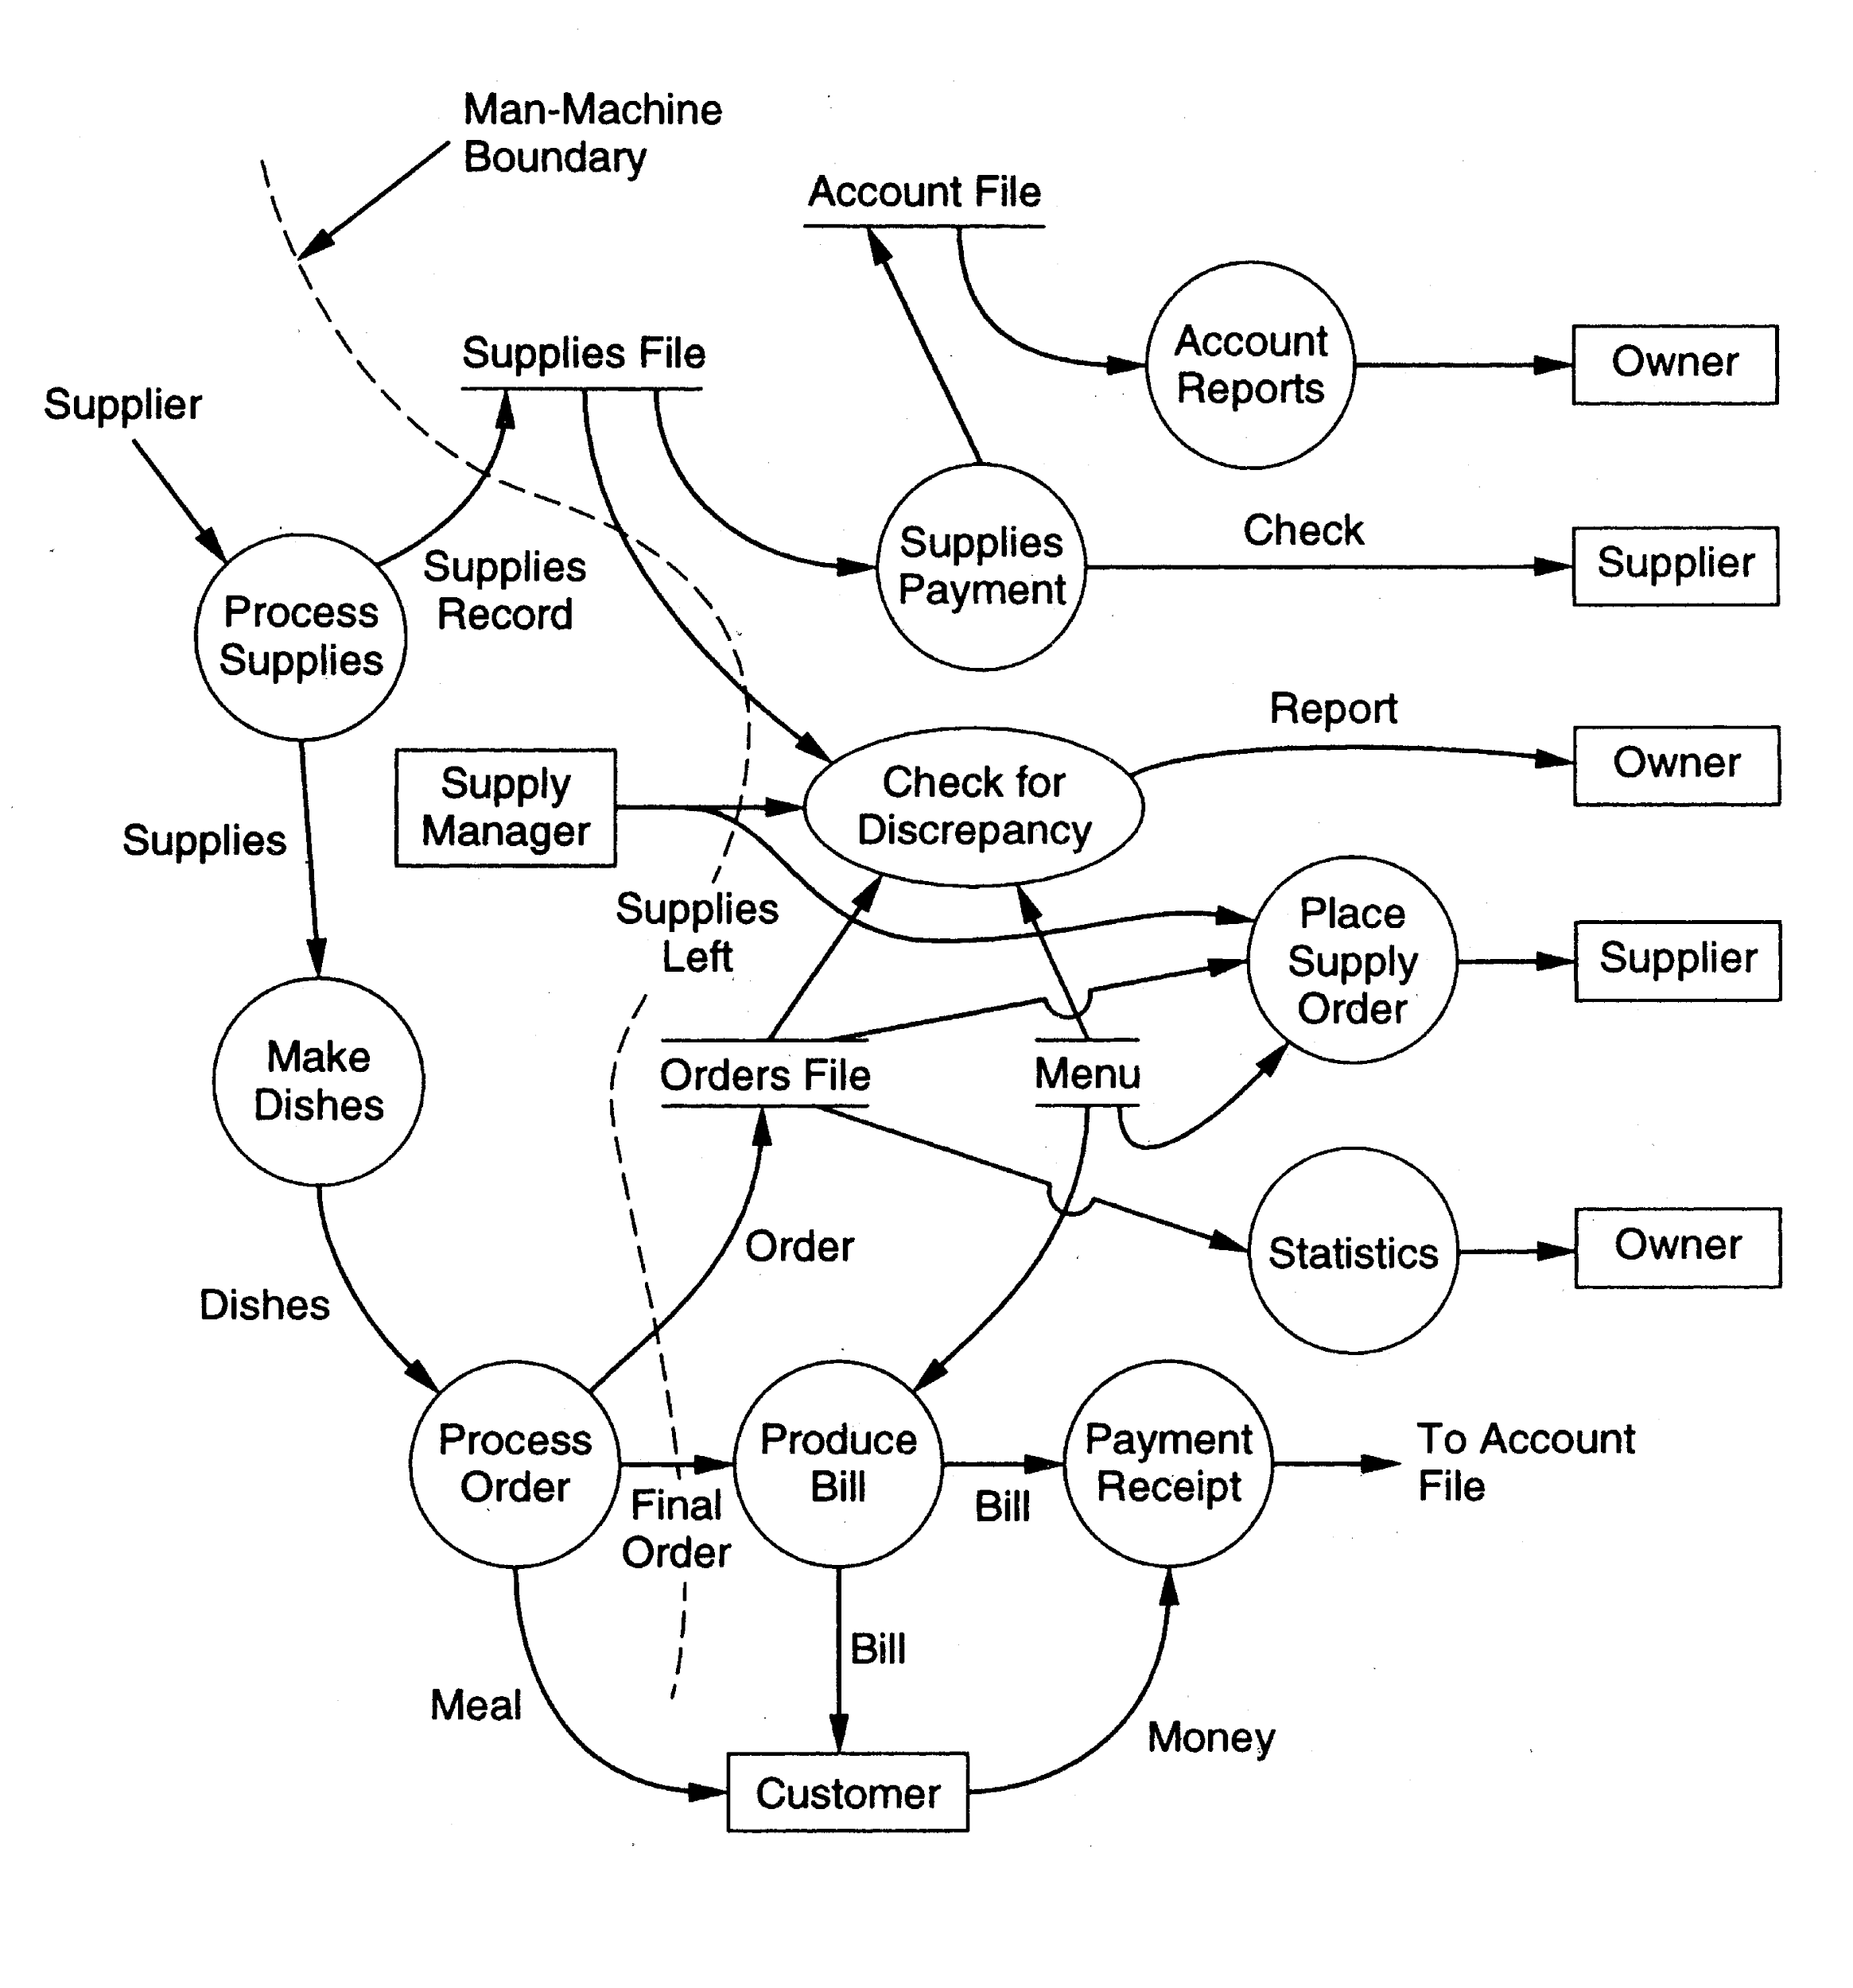 Man-Machine
Boundary
Account File
Supplies File
Account
Reports
Owner
Supplier
Supplies
Record
Supplies
Payment
Check
Supplier
Process
Supplies
Report
Supply
Manager
Check for
Discrepancy
Owner
Supplies
Supplies
Left
Place
Supply
Order
Supplier
Make
Dishes
Orders File
Menu
Order
Statistics
Owner
Dishes
Process
Order
Final
Order
Produce
Bill
Bill
Payment
Receipt
To Account
File
Bill
Meal
Money
Customer